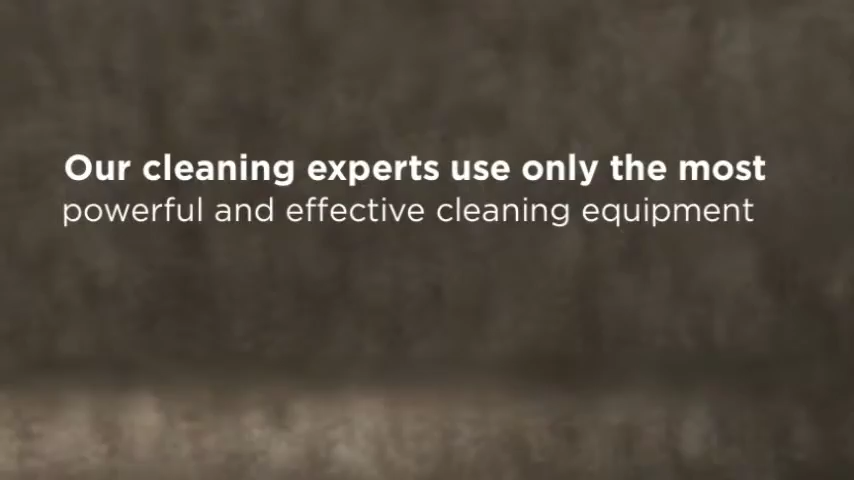 Our cleaning experts use only the most
powerful and effective cleaning equipment